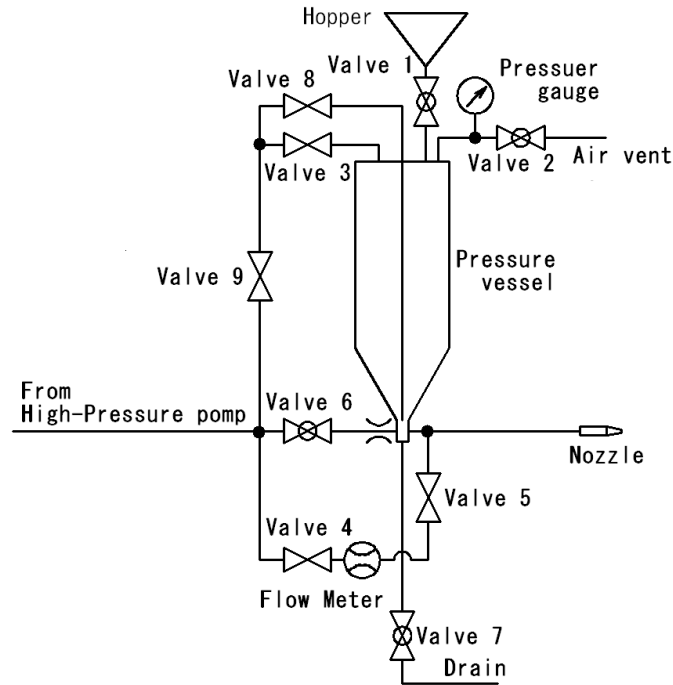 Hopper
Valve 8
Valve 1
Pressuer
gauge
Valve 3
Valve 2
Air vent
Valve 9
Pressure
vessel
From
High-Pressure pomp
Valve 6
Nozzle
Valve 5
Valve 4
Flow Meter
Valve 7
Drain